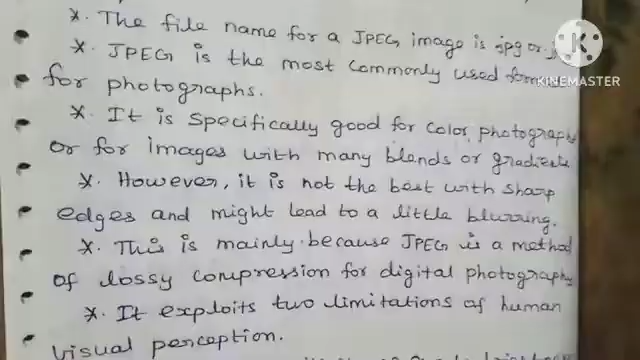 *. The file name for a JPEG image is .jpg or
*. JPEG is the most commonly used
for photographs.
*. It is Specifically good for color photographs
or for images with many blends or gradients.
*. However, it is not the best with sharp
edges and might lead to a little blurring.
*. This is mainly because JPEG is a method
of lossy compression for digital photography
*. It exploits two limitations of human
visual perception.
KINEMASTER